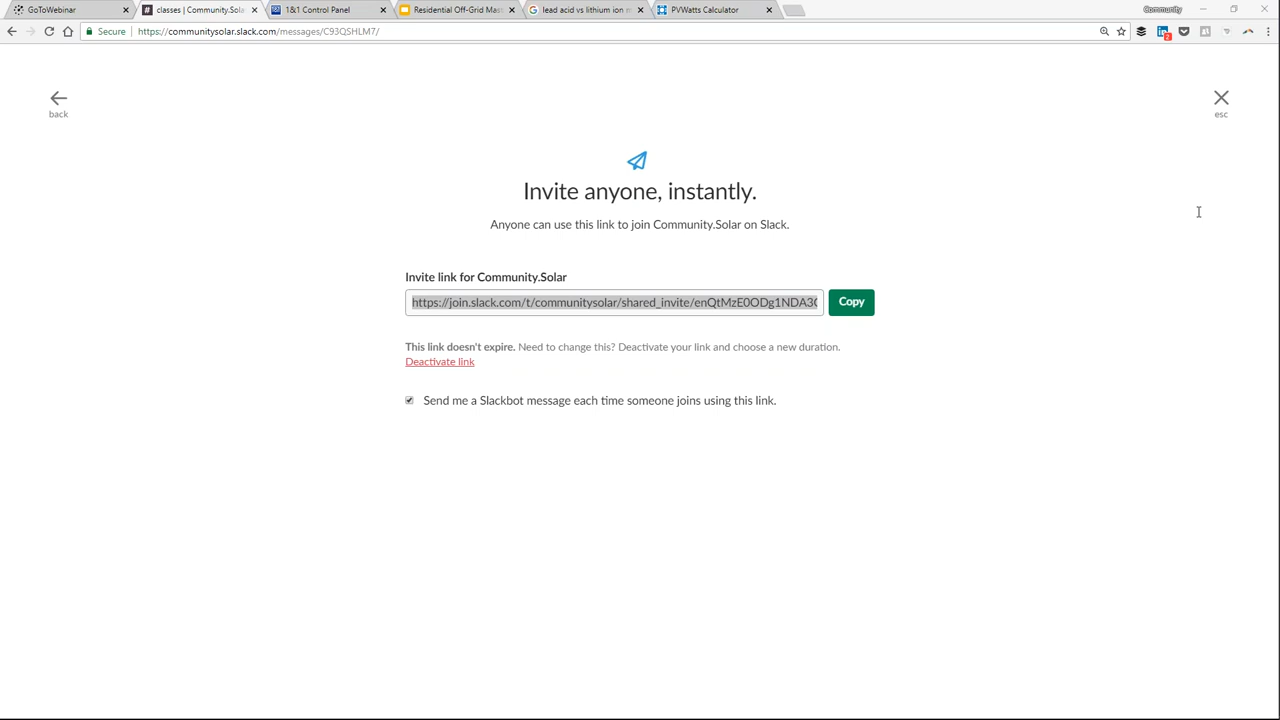 GoToWebinar
classes | Community.Sola
1&1 Control Panel
Residential Off-Grid Mas
lead acid vs lithium ion m
PVWatts Calculator
Community
Secure
https://communitysolar.slack.com/messages/C93QSHLM7/
2
back
esc
Invite anyone, instantly.
Anyone can use this link to join Community.Solar on Slack.
Invite link for Community.Solar
https://join.slack.com/t/communitysolar/shared_invite/enQtMzE0ODg1NDA3
Copy
This link doesn't expire. Need to change this? Deactivate your link and choose a new duration.
Deactivate link
Send me a Slackbot message each time someone joins using this link.